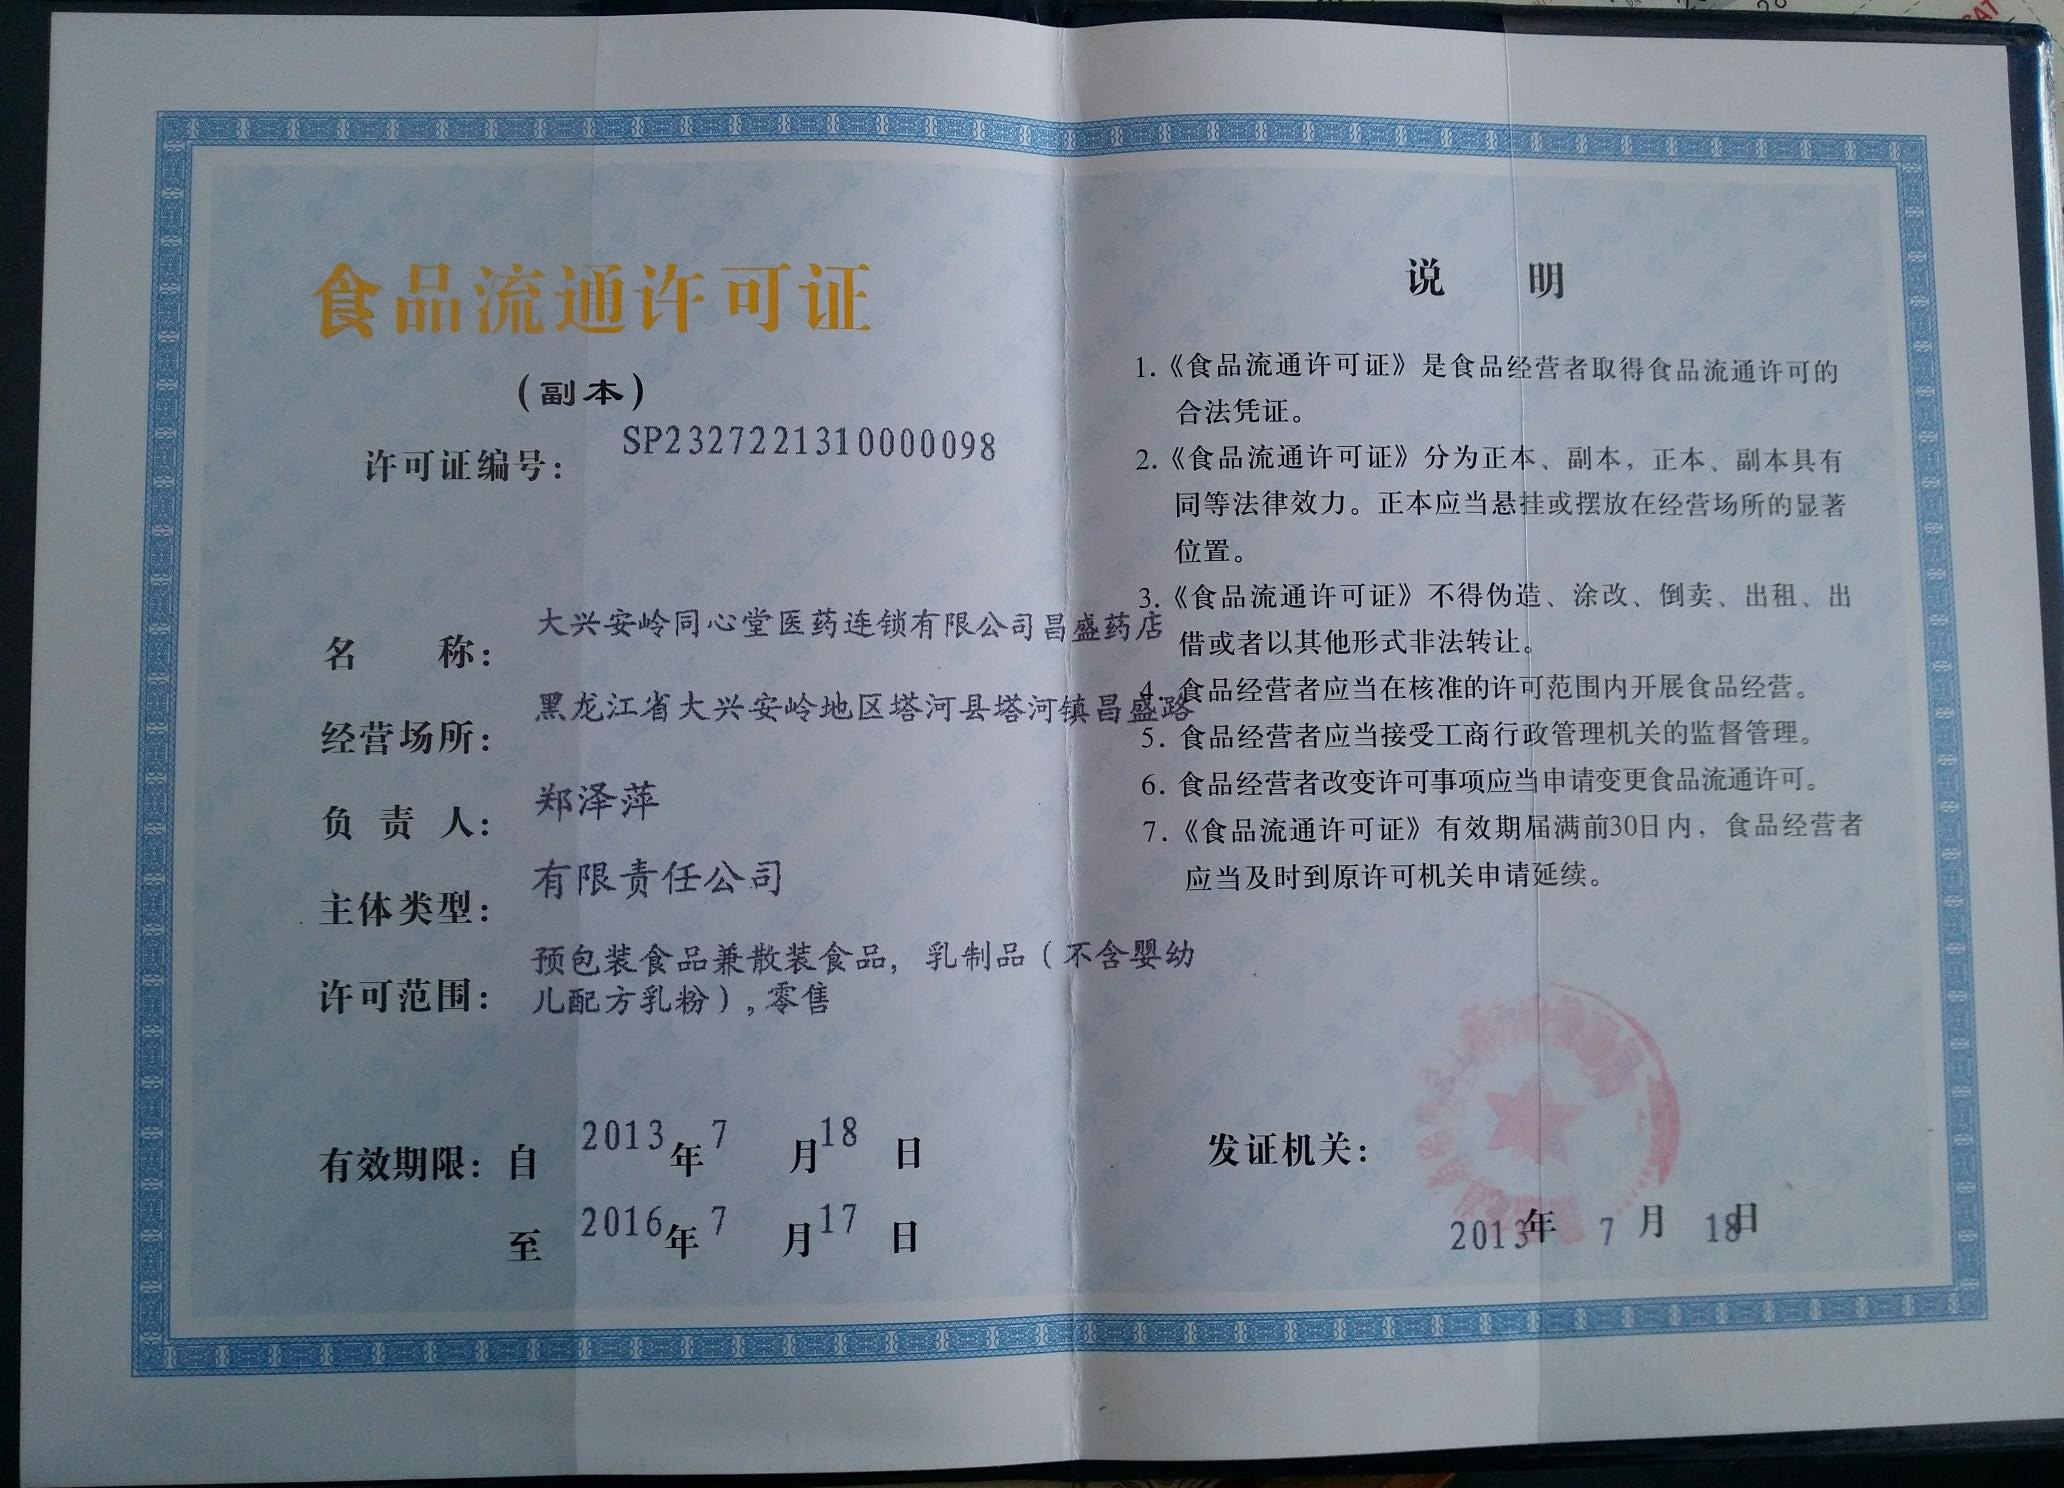 食品流通许可证
(副本)
许可证编号: SP2327221310000098
名 称: 大兴安岭同心堂医药连锁有限公司昌盛药店
经营场所: 黑龙江省大兴安岭地区塔河县塔河镇昌盛路
负 责 人: 郑泽萍
主体类型: 有限责任公司
许可范围: 预包装食品兼散装食品, 乳制品(不含婴幼
儿配方乳粉), 零售
有效期限: 自 2013 年 7 月 18 日
至 2016 年 7 月 17 日
说 明
1.《食品流通许可证》是食品经营者取得食品流通许可的
合法凭证。
2.《食品流通许可证》分为正本、副本, 正本、副本具有
同等法律效力。正本应当悬挂或摆放在经营场所的显著
位置。
3.《食品流通许可证》不得伪造、涂改、倒卖、出租、出
借或者以其他形式非法转让。
4. 食品经营者应当在核准的许可范围内开展食品经营。
5. 食品经营者应当接受工商行政管理机关的监督管理。
6. 食品经营者改变许可事项应当申请变更食品流通许可。
7.《食品流通许可证》有效期届满前30日内, 食品经营者
应当及时到原许可机关申请延续。
发证机关:
2013年 7 月 18日